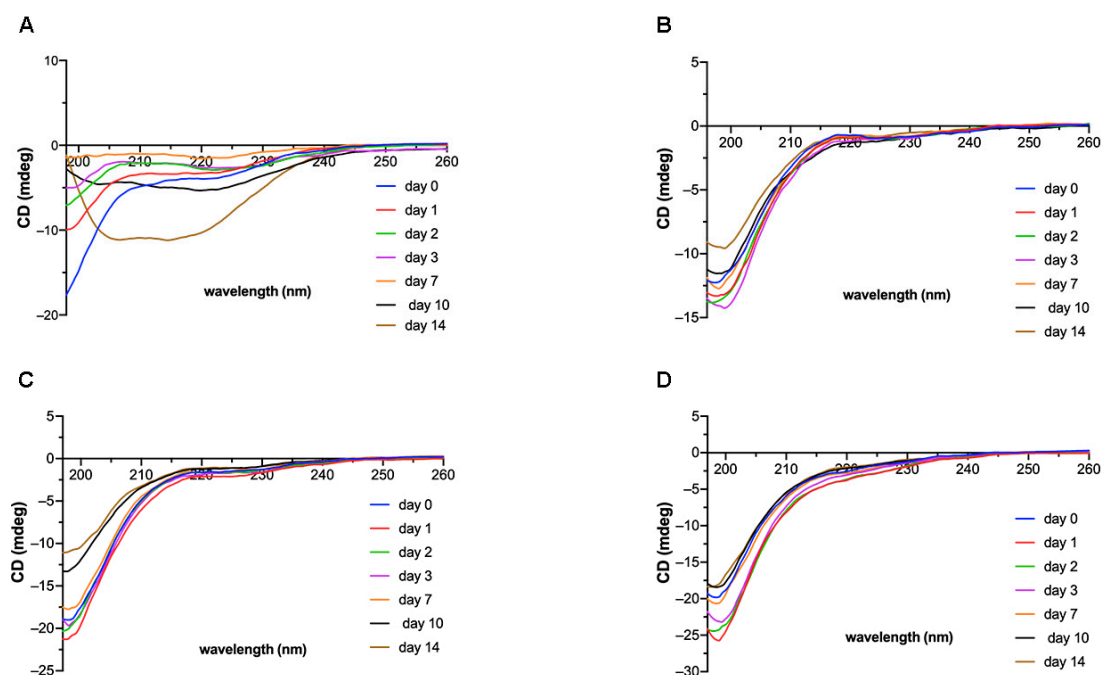 A
10
0
–10
–20
CD (mdeg)
200 210 220 230 240 250 260
wavelength (nm)
day 0
day 1
day 2
day 3
day 7
day 10
day 14
B
5
0
–5
–10
–15
CD (mdeg)
200 210 220 230 240 250 260
wavelength (nm)
day 0
day 1
day 2
day 3
day 7
day 10
day 14
C
5
0
–5
–10
–15
–20
–25
CD (mdeg)
200 210 220 230 240 250 260
wavelength (nm)
day 0
day 1
day 2
day 3
day 7
day 10
day 14
D
5
0
–5
–10
–15
–20
–25
–30
CD (mdeg)
200 210 220 230 240 250 260
wavelength (nm)
day 0
day 1
day 2
day 3
day 7
day 10
day 14